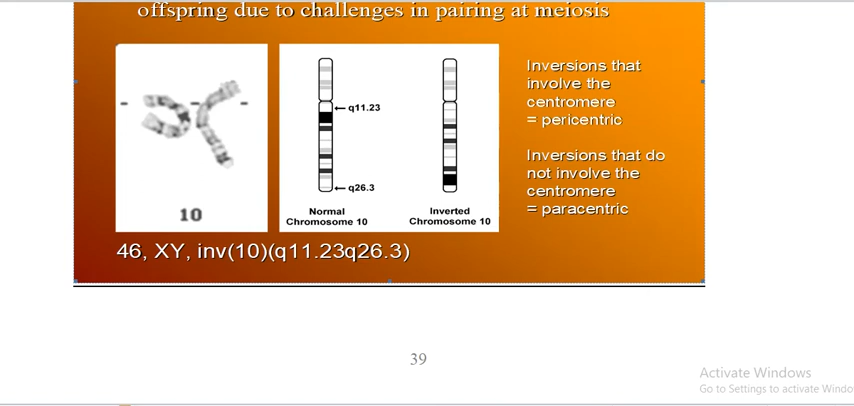 offspring due to challenges in pairing at meiosis
Inversions that
involve the
centromere
= pericentric
Inversions that do
not involve the
centromere
= paracentric
q11.23
q26.3
10
Normal
Chromosome 10
Inverted
Chromosome 10
46, XY, inv(10)(q11.23q26.3)
39
Activate Windows
Go to Settings to activate Windo